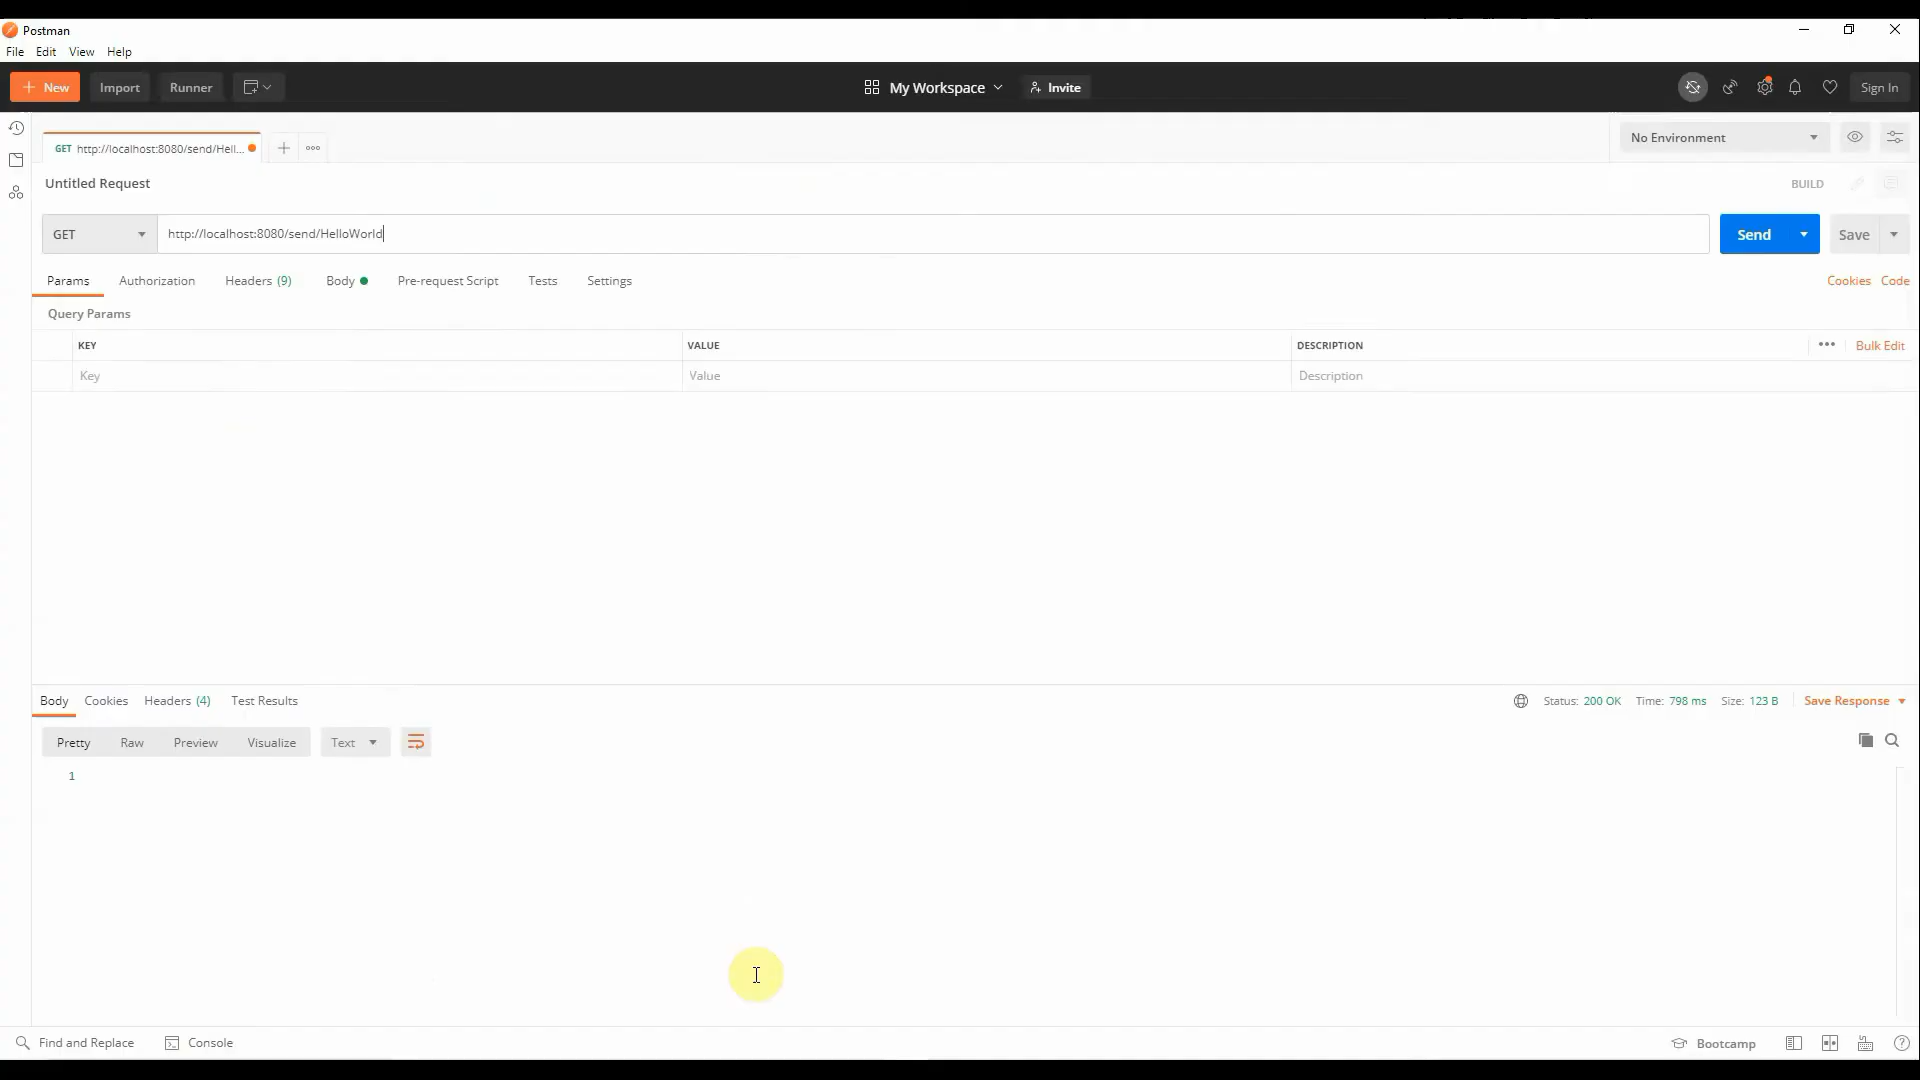 Postman
File Edit View Help
New Import Runner My Workspace Invite Sign In
GET http://localhost:8080/send/Hell... No Environment
Untitled Request BUILD
GET http://localhost:8080/send/HelloWorld Send Save
Params Authorization Headers (9) Body Pre-request Script Tests Settings Cookies Code
Query Params
KEY VALUE DESCRIPTION Bulk Edit
Key Value Description
Body Cookies Headers (4) Test Results Status: 200 OK Time: 798 ms Size: 123 B Save Response
Pretty Raw Preview Visualize Text
1
Find and Replace Console Bootcamp